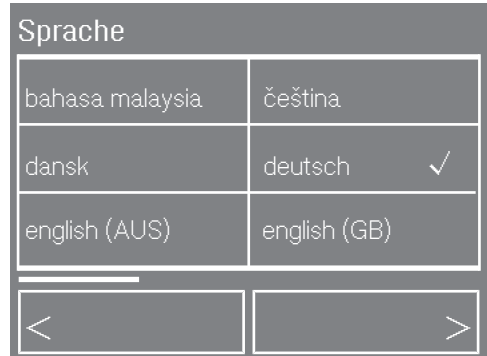 Sprache
bahasa malaysia čeština
dansk deutsch ✓
english (AUS) english (GB)
< >